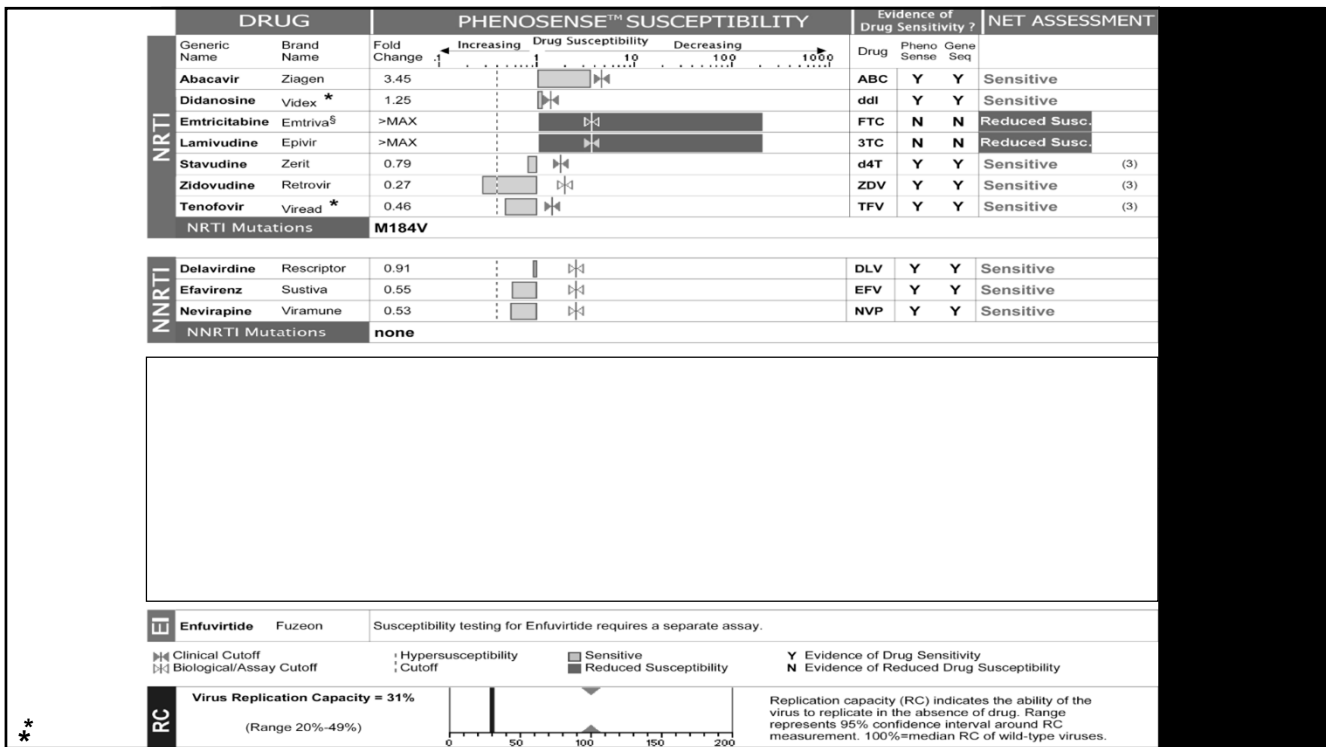 DRUG PHENOSENSE™ SUSCEPTIBILITY Evidence of Drug Sensitivity ? NET ASSESSMENT
Generic Name Brand Name Fold Change Increasing Drug Susceptibility Decreasing Drug Pheno Sense Gene Seq
.1 1 10 100 1000
NRTI
Abacavir Ziagen 3.45 ABC Y Y Sensitive
Didanosine Videx * 1.25 ddI Y Y Sensitive
Emtricitabine Emtriva§ >MAX FTC N N Reduced Susc.
Lamivudine Epivir >MAX 3TC N N Reduced Susc.
Stavudine Zerit 0.79 d4T Y Y Sensitive (3)
Zidovudine Retrovir 0.27 ZDV Y Y Sensitive (3)
Tenofovir Viread * 0.46 TFV Y Y Sensitive (3)
NRTI Mutations M184V
NNRTI
Delavirdine Rescriptor 0.91 DLV Y Y Sensitive
Efavirenz Sustiva 0.55 EFV Y Y Sensitive
Nevirapine Viramune 0.53 NVP Y Y Sensitive
NNRTI Mutations none
EI Enfuvirtide Fuzeon Susceptibility testing for Enfuvirtide requires a separate assay.
Clinical Cutoff Hypersusceptibility Sensitive Y Evidence of Drug Sensitivity
Biological/Assay Cutoff Cutoff Reduced Susceptibility N Evidence of Reduced Drug Susceptibility
RC
Virus Replication Capacity = 31%
(Range 20%-49%)
0 50 100 150 200
Replication capacity (RC) indicates the ability of the
virus to replicate in the absence of drug. Range
represents 95% confidence interval around RC
measurement. 100%=median RC of wild-type viruses.
*
*